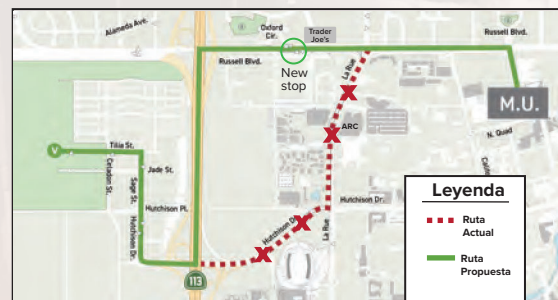 Alameda Ave.
Oxford
Cir.
Trader
Joe's
Russell Blvd.
Russell Blvd.
Russell Blvd.
New
stop
La Rue
M.U.
ARC
N. Quad
Tilia St.
V
Celadon St.
Sage St.
Jade St.
Hutchison Pl.
Hutchison Dr.
Hutchison Dr.
Hutchison Dr.
La Rue
113
Leyenda
Ruta
Actual
Ruta
Propuesta